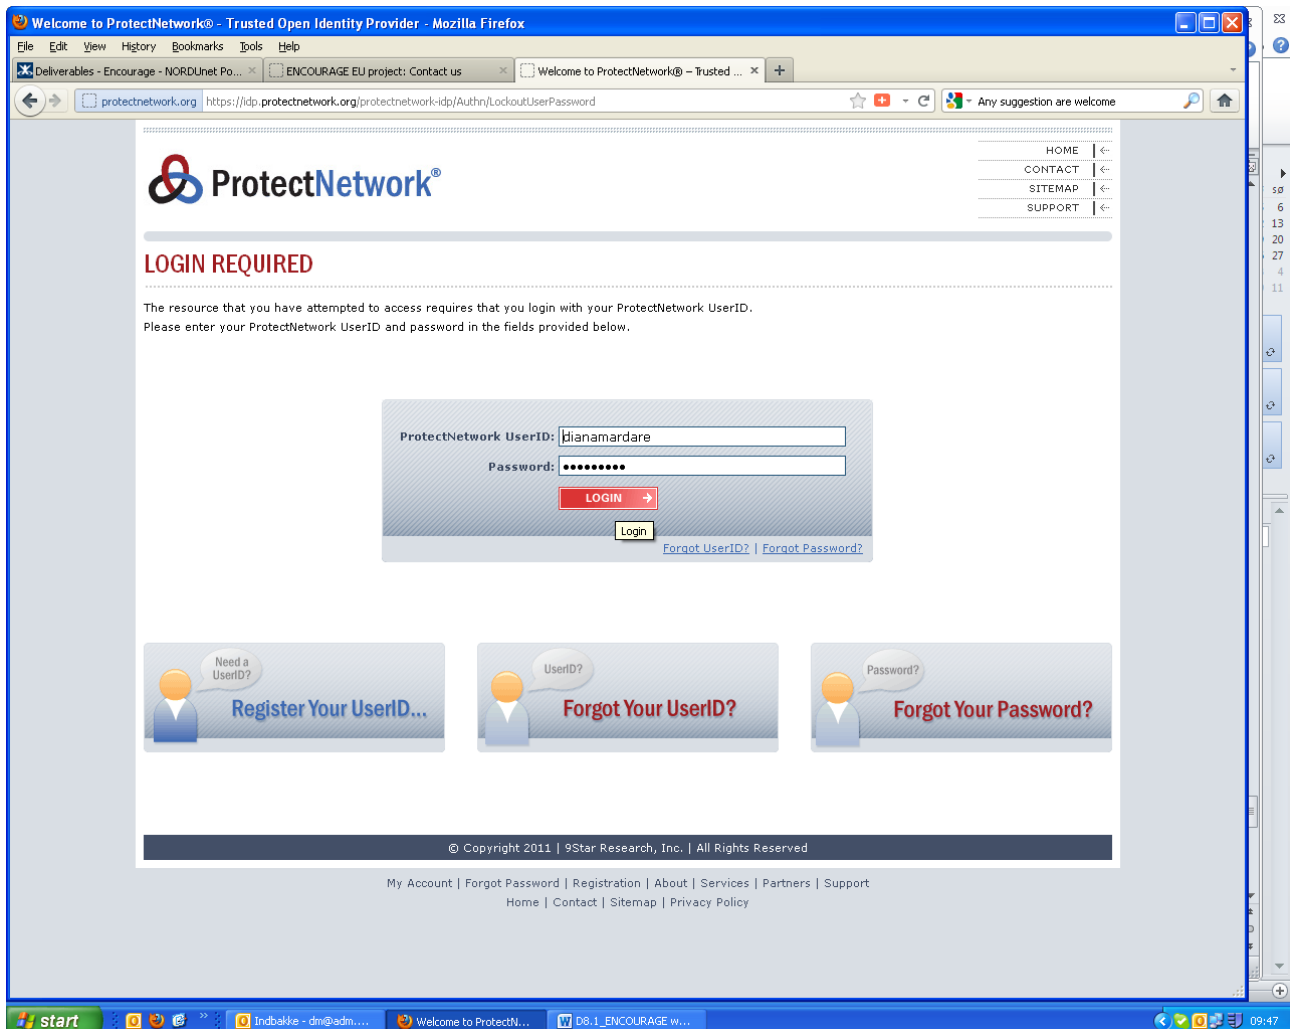 Welcome to ProtectNetwork® - Trusted Open Identity Provider - Mozilla Firefox
File Edit View History Bookmarks Tools Help
Deliverables - Encourage - NORDUnet Po... × ENCOURAGE EU project: Contact us × Welcome to ProtectNetwork® – Trusted ... × +
protectnetwork.org https://idp.protectnetwork.org/protectnetwork-idp/Authn/LockoutUserPassword Any suggestion are welcome
HOME
CONTACT
SITEMAP
SUPPORT
ProtectNetwork®
sø
6
13
20
27
4
11
LOGIN REQUIRED
The resource that you have attempted to access requires that you login with your ProtectNetwork UserID.
Please enter your ProtectNetwork UserID and password in the fields provided below.
ProtectNetwork UserID: dianamardare
Password: •••••••••
LOGIN
Login
Forgot UserID? | Forgot Password?
Need a
UserID?
Register Your UserID...
UserID?
Forgot Your UserID?
Password?
Forgot Your Password?
© Copyright 2011 | 9Star Research, Inc. | All Rights Reserved
My Account | Forgot Password | Registration | About | Services | Partners | Support
Home | Contact | Sitemap | Privacy Policy
start Indbakke - dm@adm.... Welcome to ProtectN... D8.1_ENCOURAGE w... 09:47